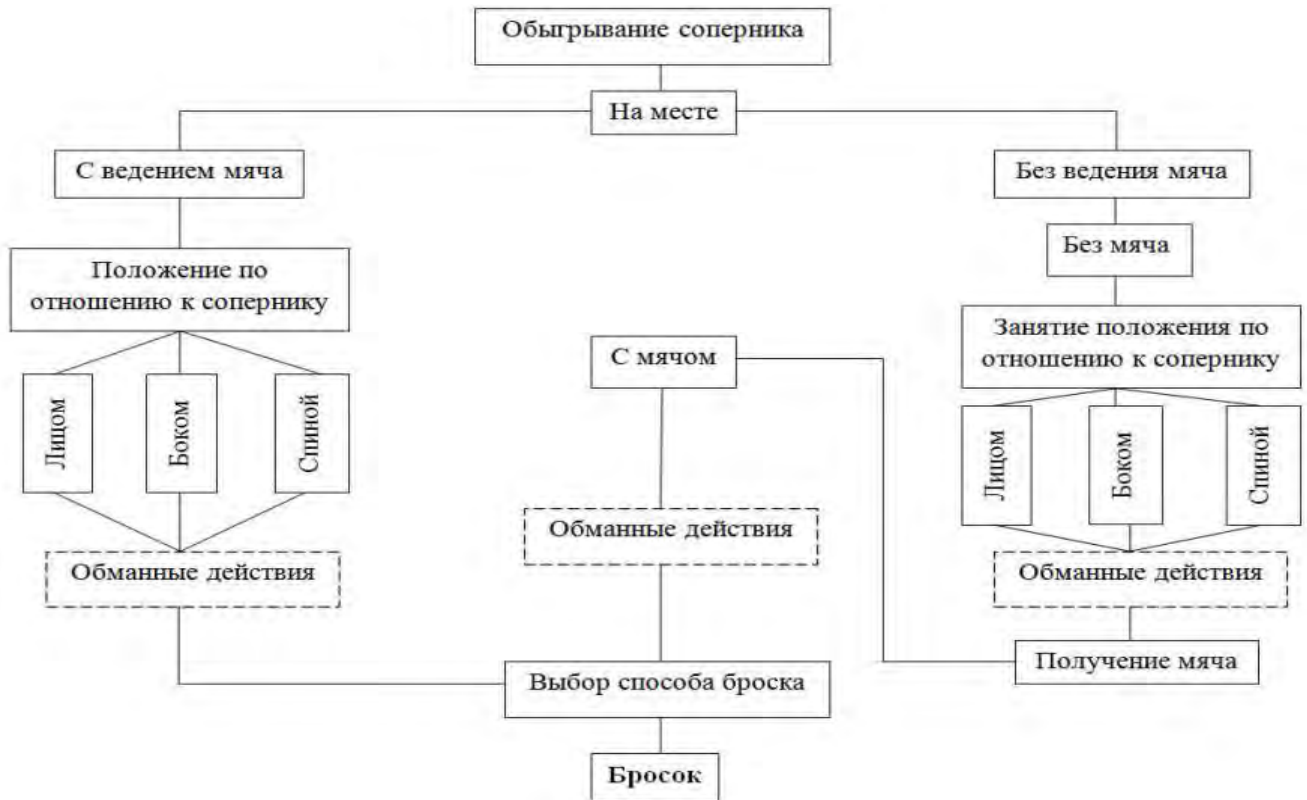 Обыгрывание соперника
На месте
С ведением мяча
Без ведения мяча
Без мяча
Положение по
отношению к сопернику
Занятие положения по
отношению к сопернику
С мячом
Лицом
Боком
Спиной
Лицом
Боком
Спиной
Обманные действия
Обманные действия
Обманные действия
Получение мяча
Выбор способа броска
Бросок